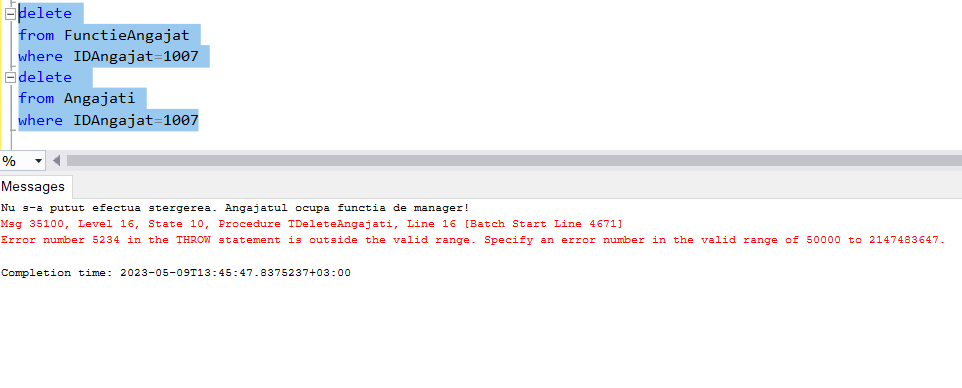 delete
from FunctieAngajat
where IDAngajat=1007
delete
from Angajati
where IDAngajat=1007
%
Messages
Nu s-a putut efectua stergerea. Angajatul ocupa functia de manager!
Msg 35100, Level 16, State 10, Procedure TDeleteAngajati, Line 16 [Batch Start Line 4671]
Error number 5234 in the THROW statement is outside the valid range. Specify an error number in the valid range of 50000 to 2147483647.
Completion time: 2023-05-09T13:45:47.8375237+03:00